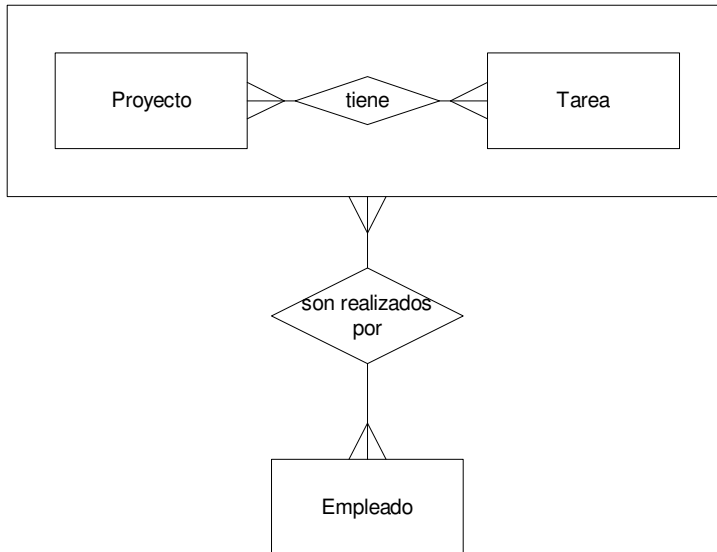 Proyecto
tiene
Tarea
son realizados
por
Empleado